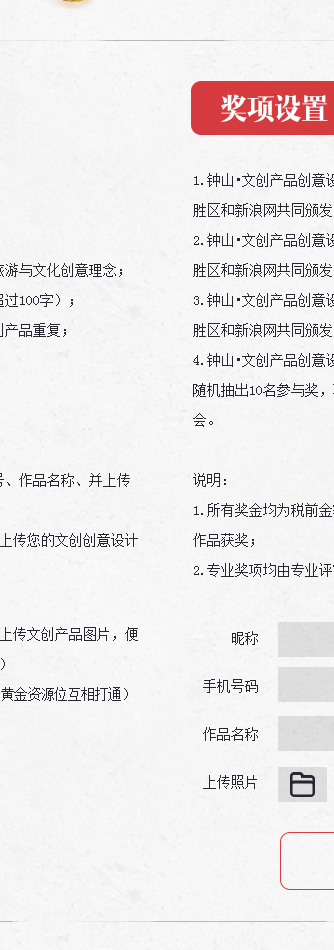 旅游与文化创意理念；
超过100字）；
创产品重复；
号、作品名称、并上传
上传您的文创创意设计
上传文创产品图片，便
）
黄金资源位互相打通）
奖项设置
1.钟山·文创产品创意设
胜区和新浪网共同颁发
2.钟山·文创产品创意设
胜区和新浪网共同颁发
3.钟山·文创产品创意设
胜区和新浪网共同颁发
4.钟山·文创产品创意设
随机抽出10名参与奖，
会。
说明：
1.所有奖金均为税前金
作品获奖；
2.专业奖项均由专业评
昵称
手机号码
作品名称
上传照片